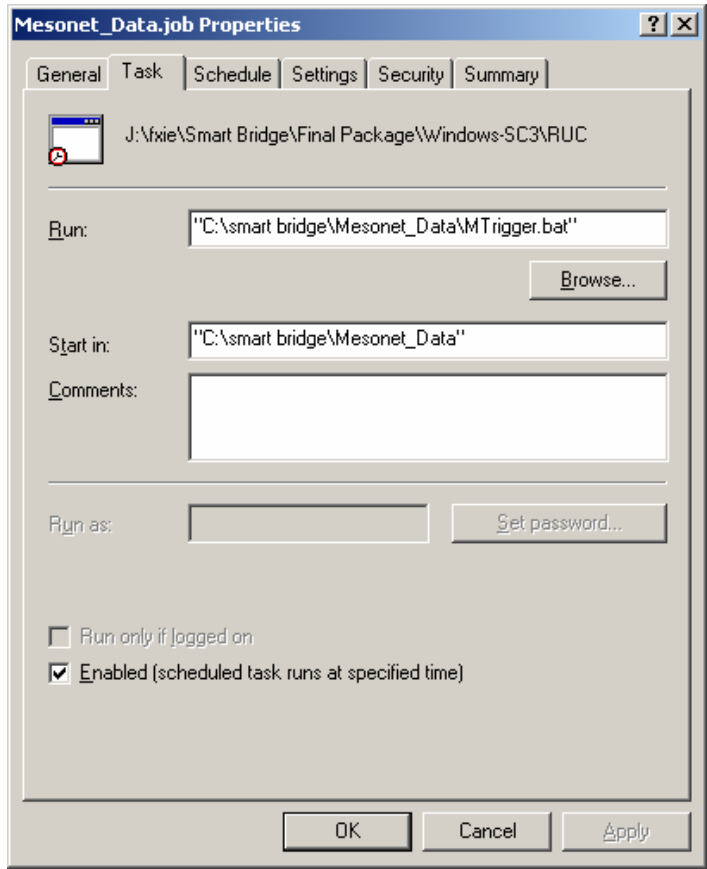 Mesonet_Data.job Properties
? X
General Task Schedule Settings Security Summary
J:\fxie\Smart Bridge\Final Package\Windows-SC3\RUC
Run: "C:\smart bridge\Mesonet_Data\MTrigger.bat"
Browse...
Start in: "C:\smart bridge\Mesonet_Data"
Comments:
Run as: Set password...
Run only if logged on
Enabled (scheduled task runs at specified time)
OK Cancel Apply